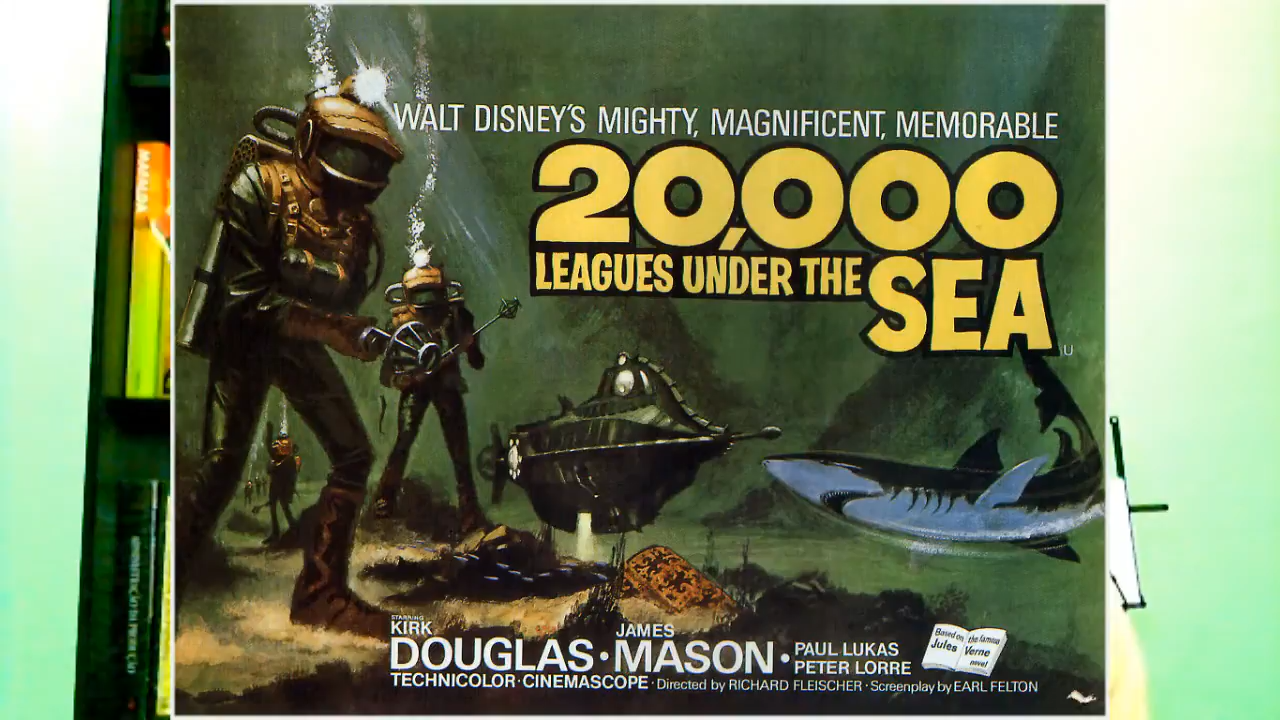 WALT DISNEY'S MIGHTY, MAGNIFICENT, MEMORABLE
20,000
LEAGUES UNDER THE
SEA
U
STARRING
KIRK
DOUGLAS · JAMES MASON · PAUL LUKAS
PETER LORRE
TECHNICOLOR · CINEMASCOPE · Directed by RICHARD FLEISCHER · Screenplay by EARL FELTON
Based on the famous
Jules Verne
novel